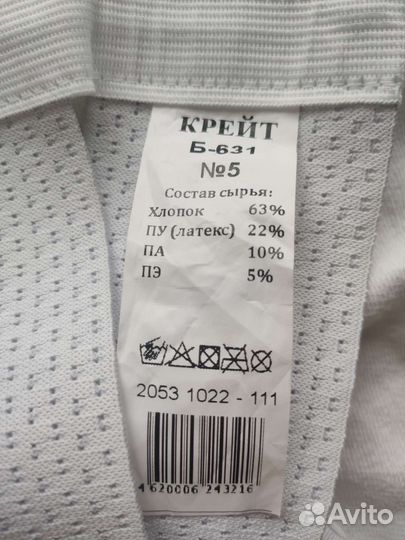 КРЕЙТ
Б-631
№5
Состав сырья:
Хлопок 63%
ПУ (латекс) 22%
ПА 10%
ПЭ 5%
2053 1022 - 111
4 620006 243216
Avito